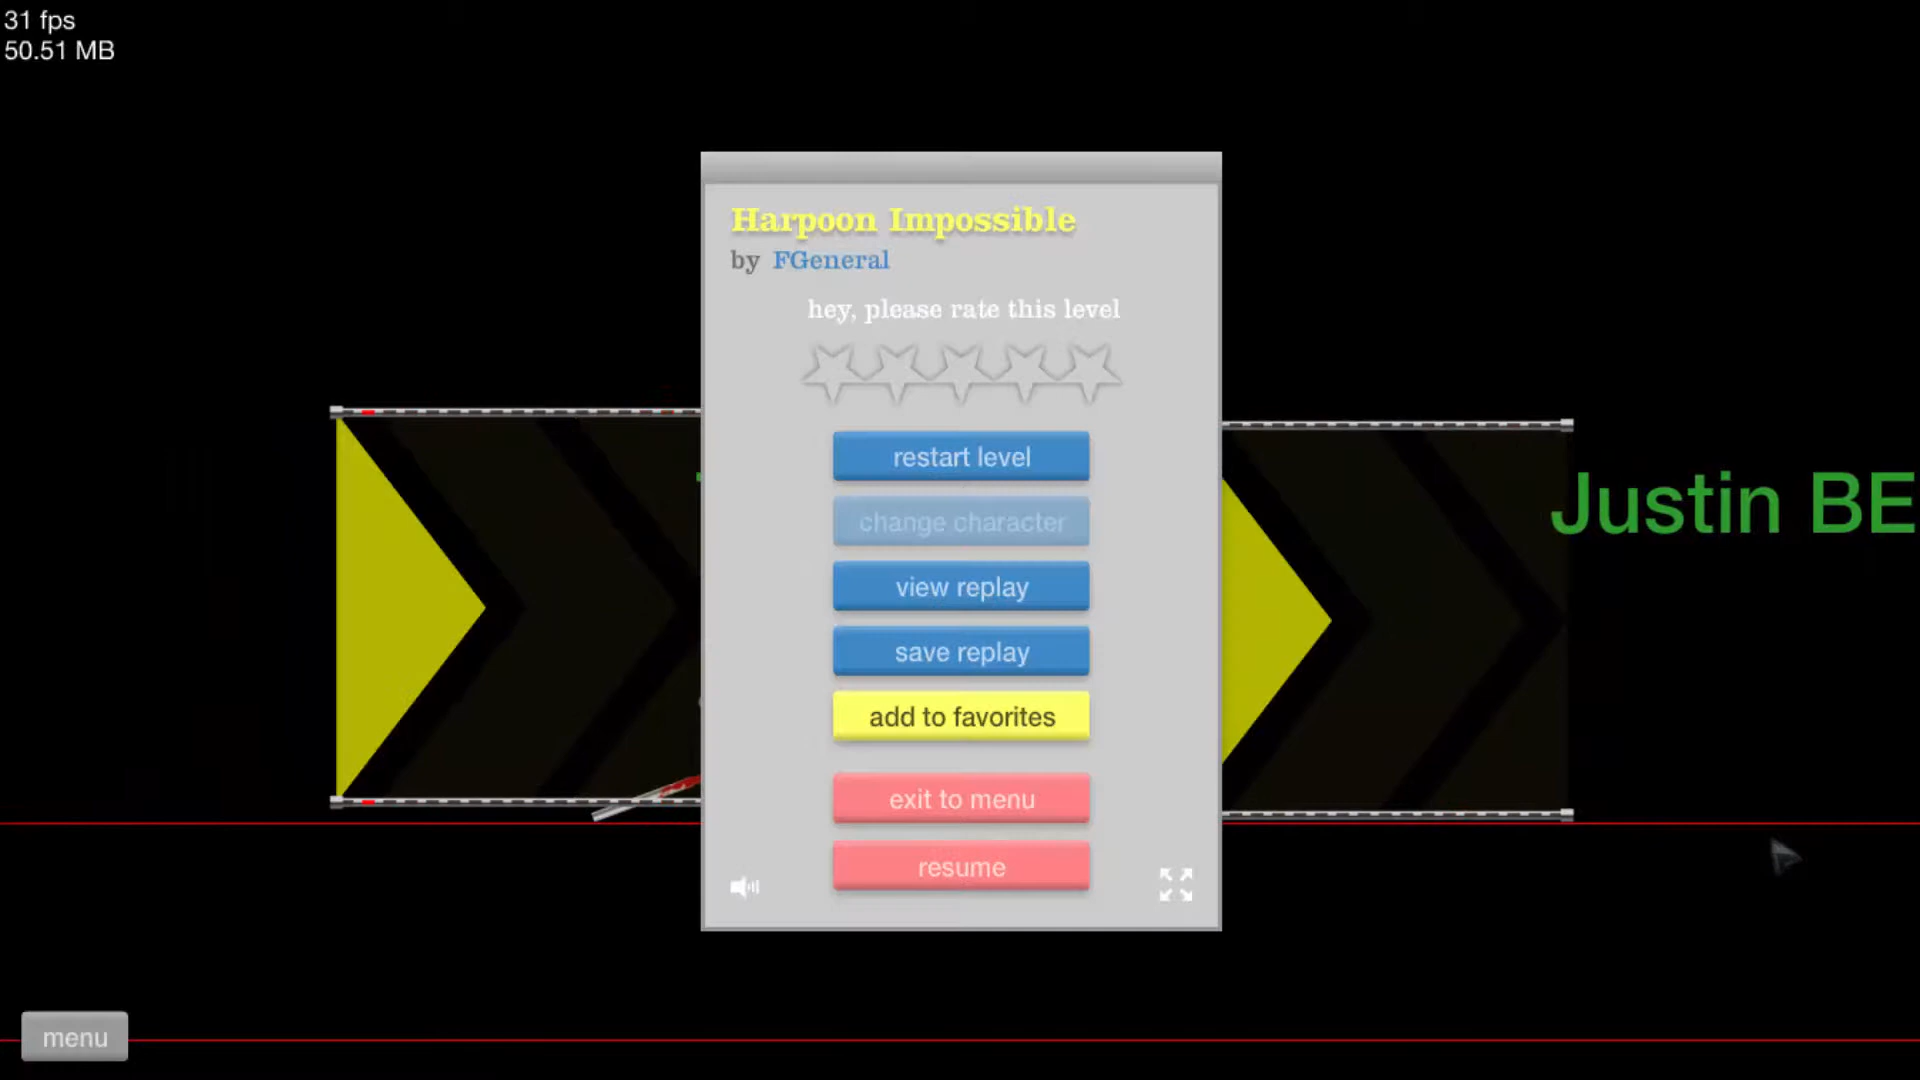 31 fps
50.51 MB
Harpoon Impossible
by FGeneral
hey, please rate this level
restart level
change character
view replay
save replay
add to favorites
exit to menu
resume
Justin BE
menu